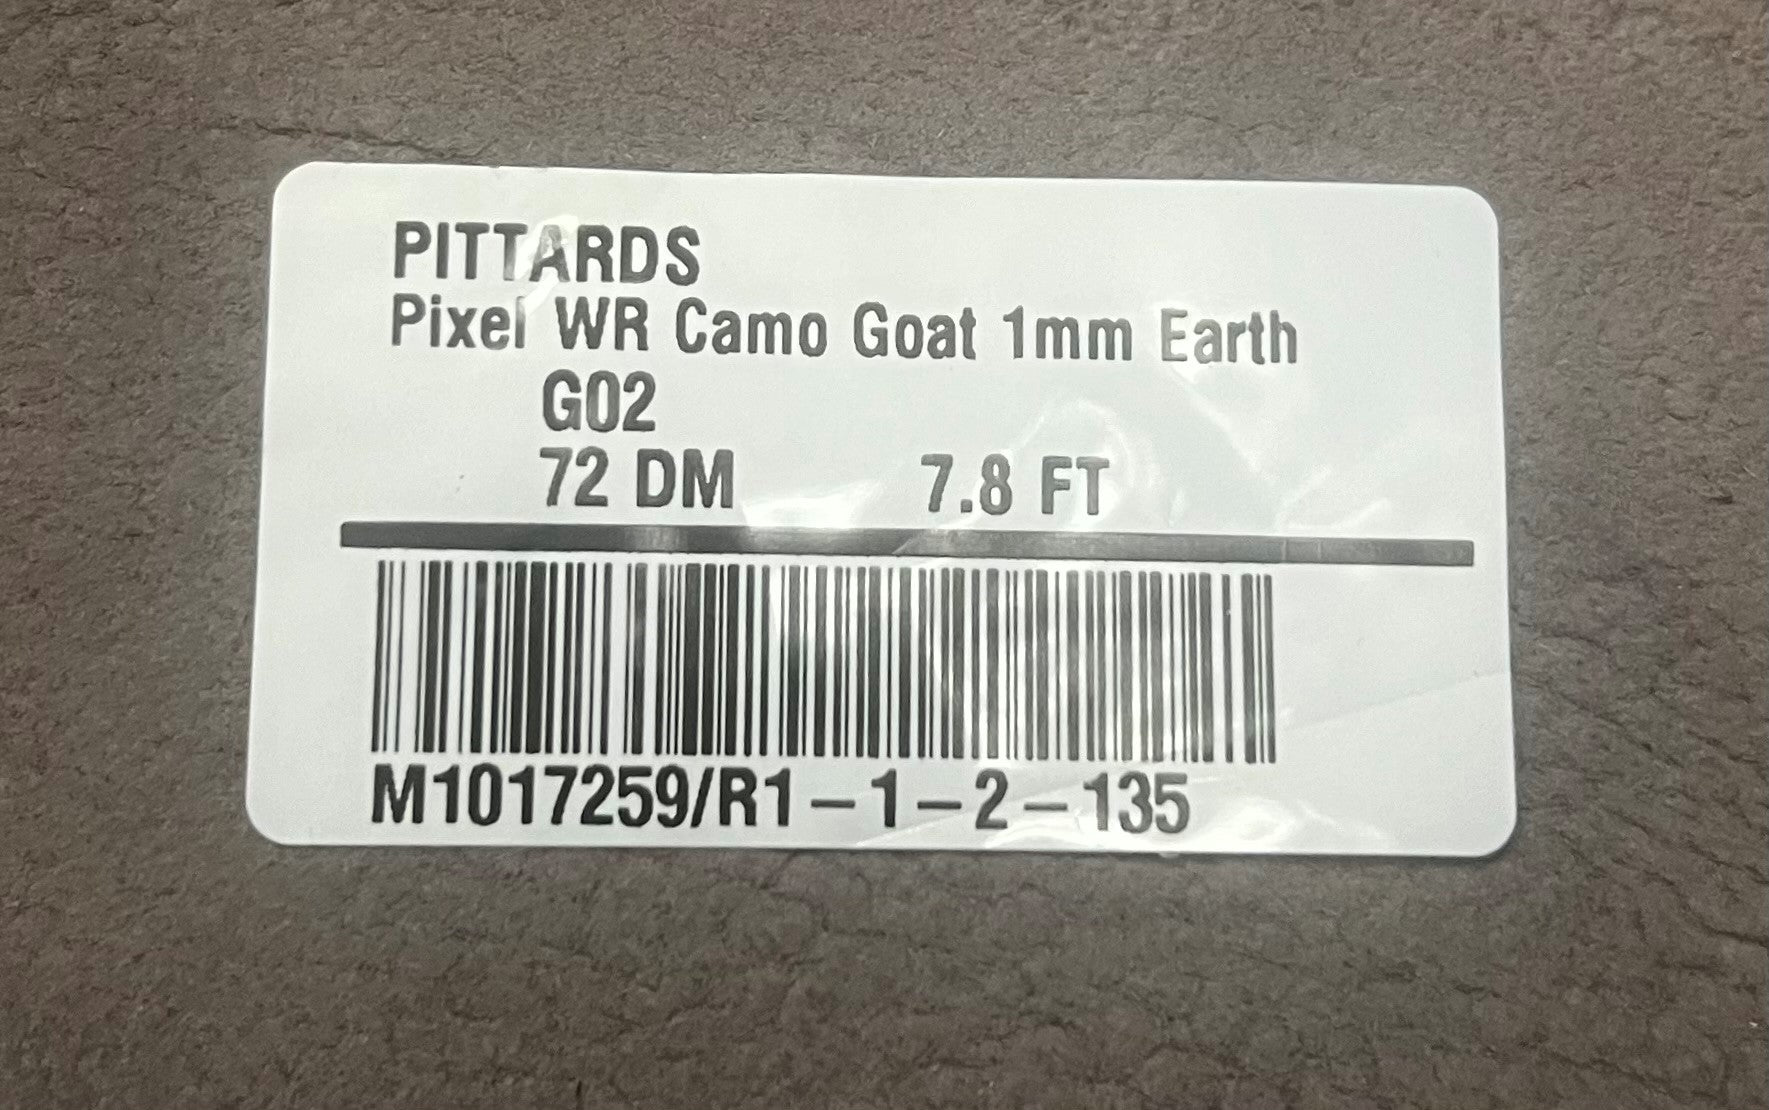 PITTARDS
Pixel WR Camo Goat 1mm Earth
G02
72 DM 7.8 FT
M1017259/R1-1-2-135